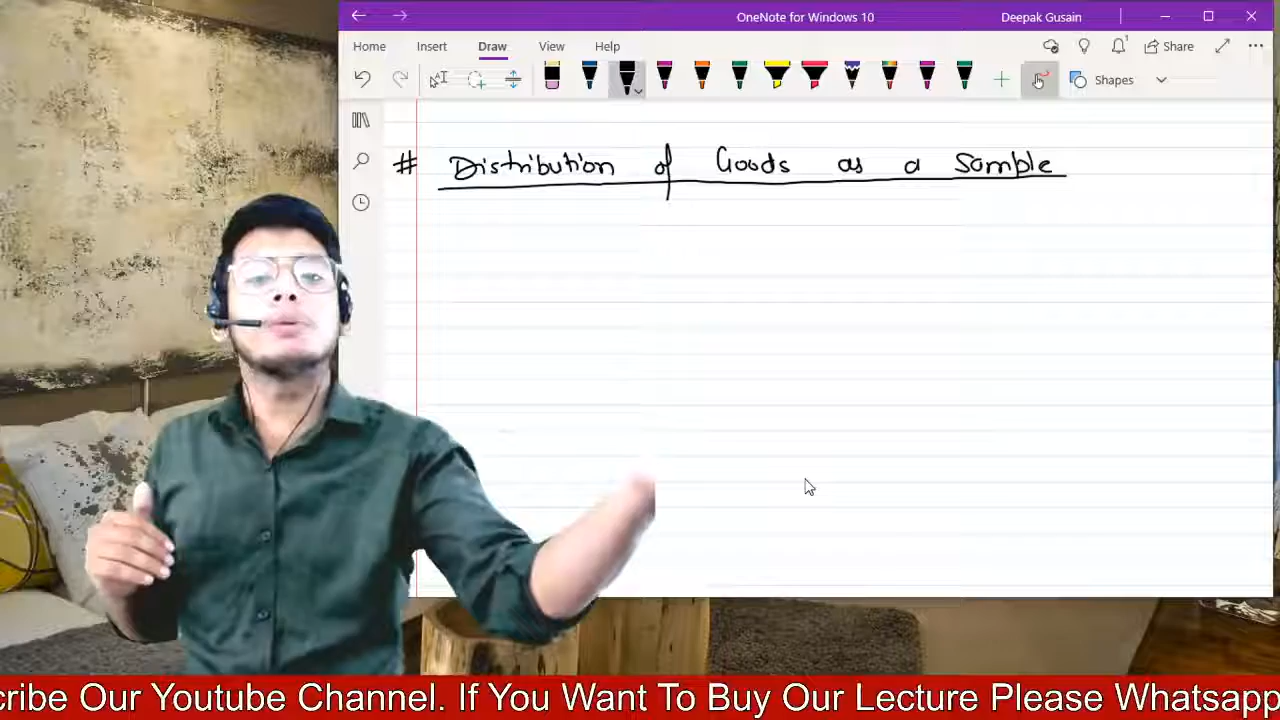 OneNote for Windows 10
Deepak Gusain
Home Insert Draw View Help
Share
Shapes
# Distribution of Goods as a Sample
cribe Our Youtube Channel. If You Want To Buy Our Lecture Please Whatsapp